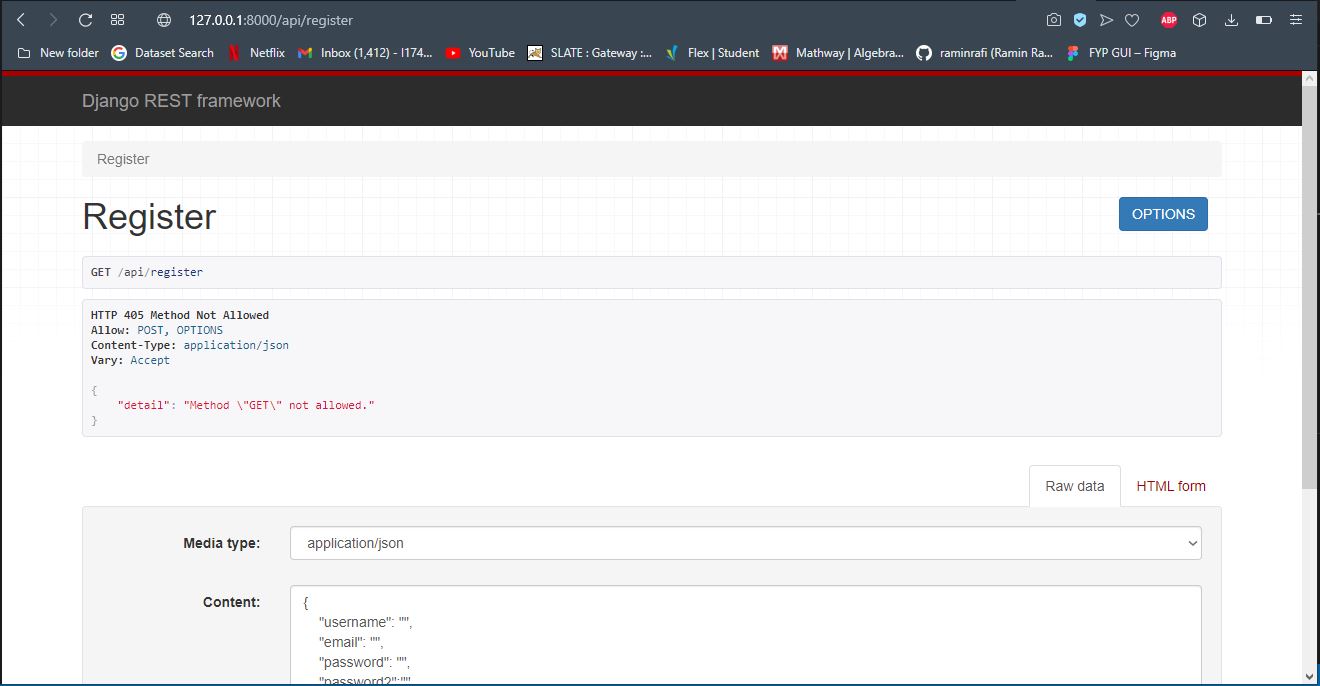 127.0.0.1:8000/api/register
ABP
New folder Dataset Search Netflix Inbox (1,412) - I174... YouTube SLATE : Gateway :... Flex | Student Mathway | Algebra... raminrafi (Ramin Ra... FYP GUI – Figma
Django REST framework
Register
Register
OPTIONS
GET /api/register
HTTP 405 Method Not Allowed
Allow: POST, OPTIONS
Content-Type: application/json
Vary: Accept
{
"detail": "Method \"GET\" not allowed."
}
Raw data HTML form
Media type: application/json
Content: {
"username": "",
"email": "",
"password": "",
"password2":""